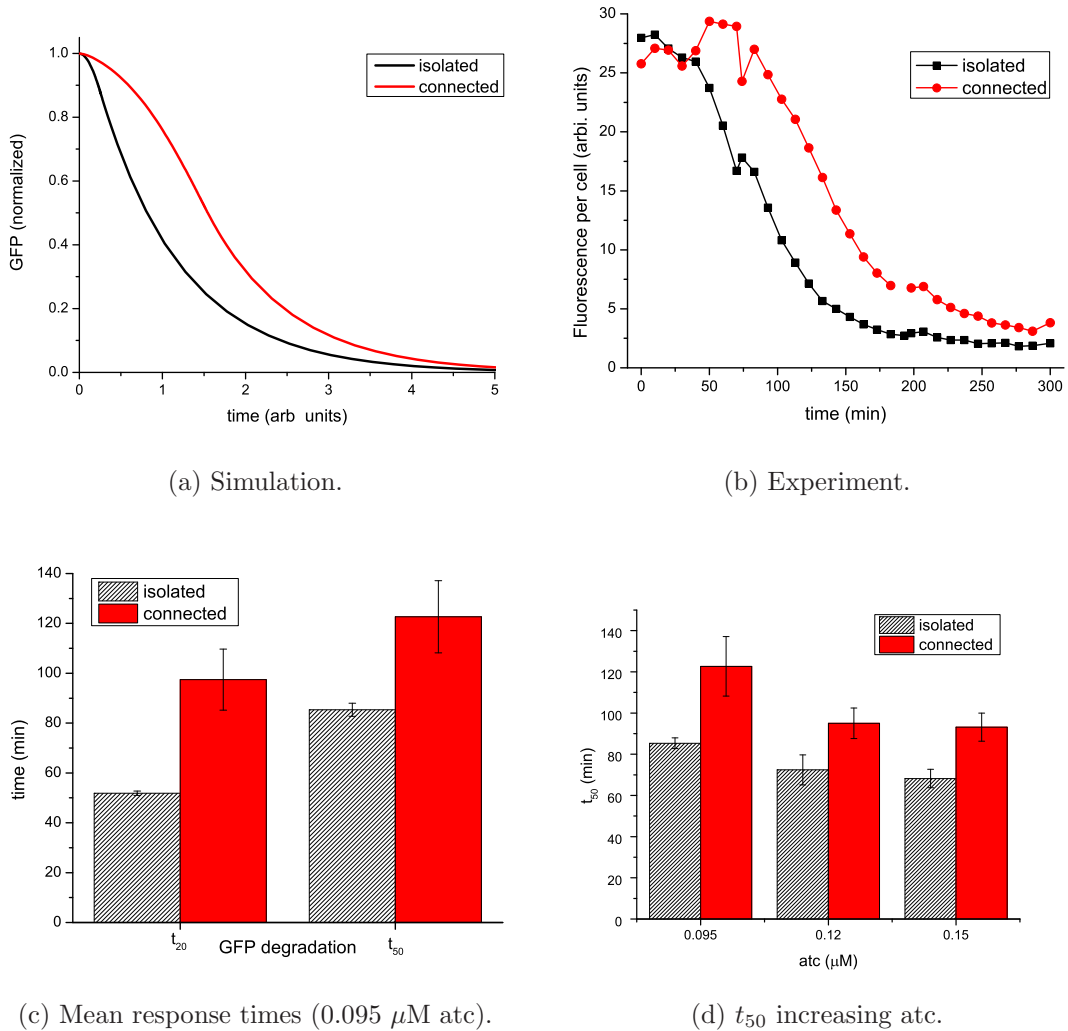 1.0
0.8
0.6
0.4
0.2
0.0
GFP (normalized)
isolated
connected
0 1 2 3 4 5
time (arb units)
(a) Simulation.
30
25
20
15
10
5
0
Fluorescence per cell (arbi. units)
isolated
connected
0 50 100 150 200 250 300
time (min)
(b) Experiment.
140
120
100
80
60
40
20
0
time (min)
isolated
connected
t₂₀ GFP degradation t₅₀
(c) Mean response times (0.095 μM atc).
140
120
100
80
60
40
20
0
t₅₀ (min)
isolated
connected
0.095 0.12 0.15
atc (μM)
(d) t₅₀ increasing atc.